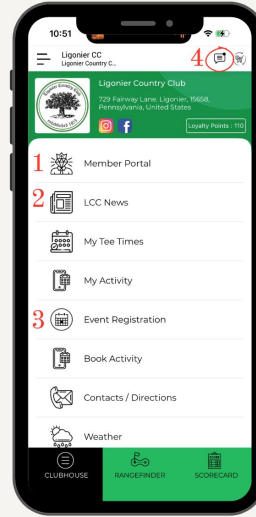 10:51
Ligonier CC
Ligonier Country C...
4
Ligonier Country Club
729 Fairway Lane, Ligonier, 15658,
Pennsylvania, United States
Loyalty Points : 110
1 Member Portal
2 LCC News
My Tee Times
My Activity
3 Event Registration
Book Activity
Contacts / Directions
Weather
CLUBHOUSE RANGEFINDER SCORECARD